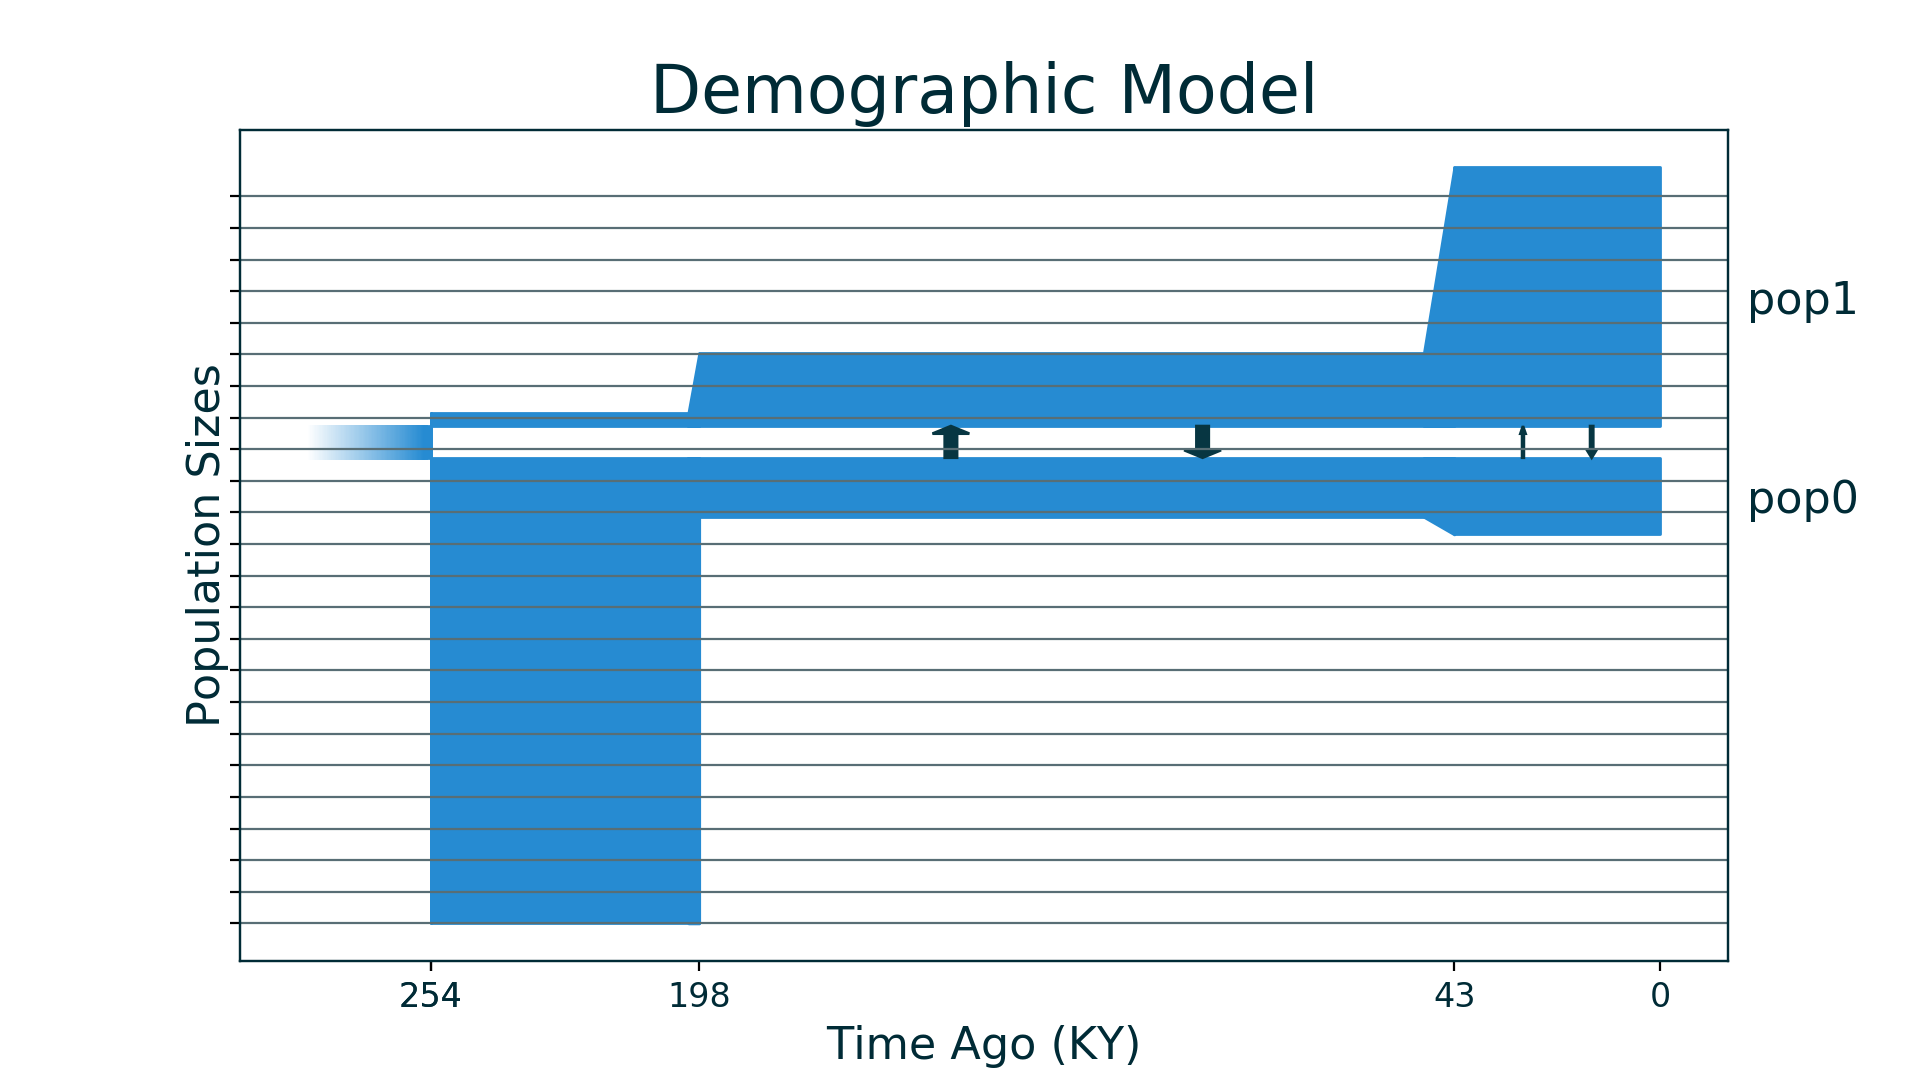 Demographic Model
Population Sizes
pop1
pop0
254
198
43
0
Time Ago (KY)